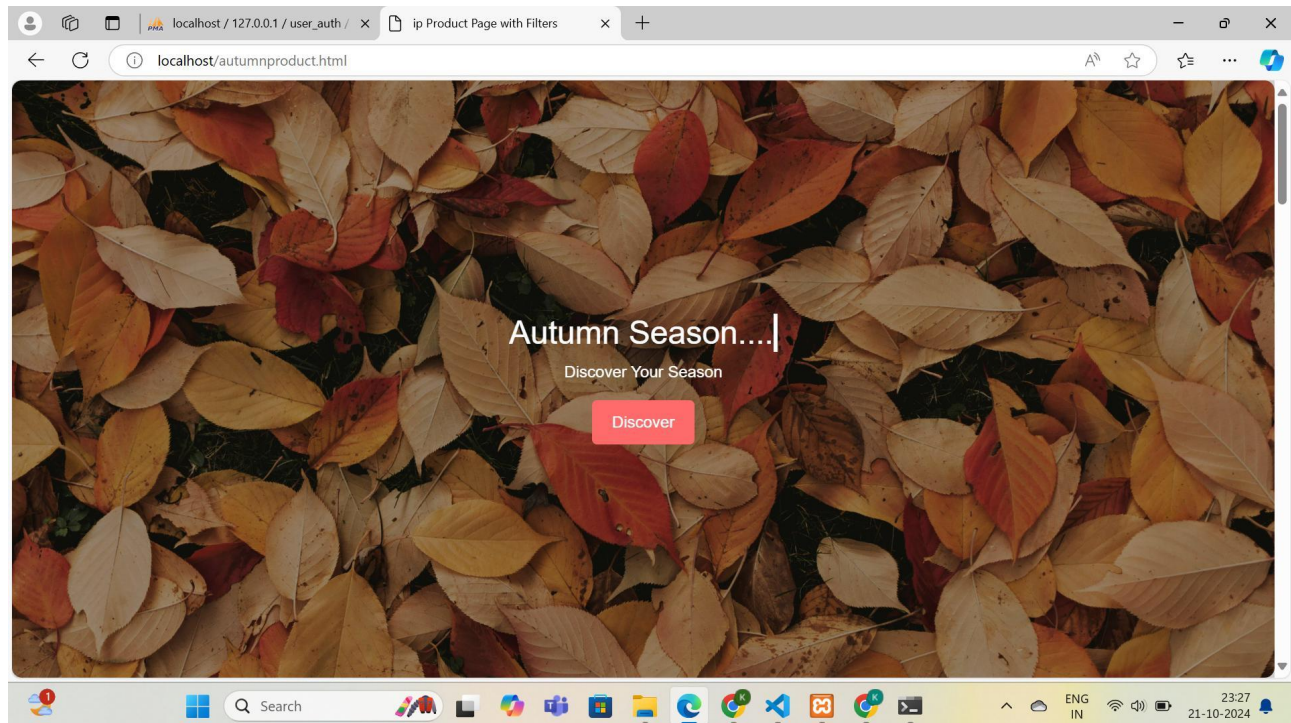 localhost / 127.0.0.1 / user_auth /
ip Product Page with Filters
localhost/autumnproduct.html
Autumn Season....
Discover Your Season
Discover
1
Search
ENG
IN
23:27
21-10-2024